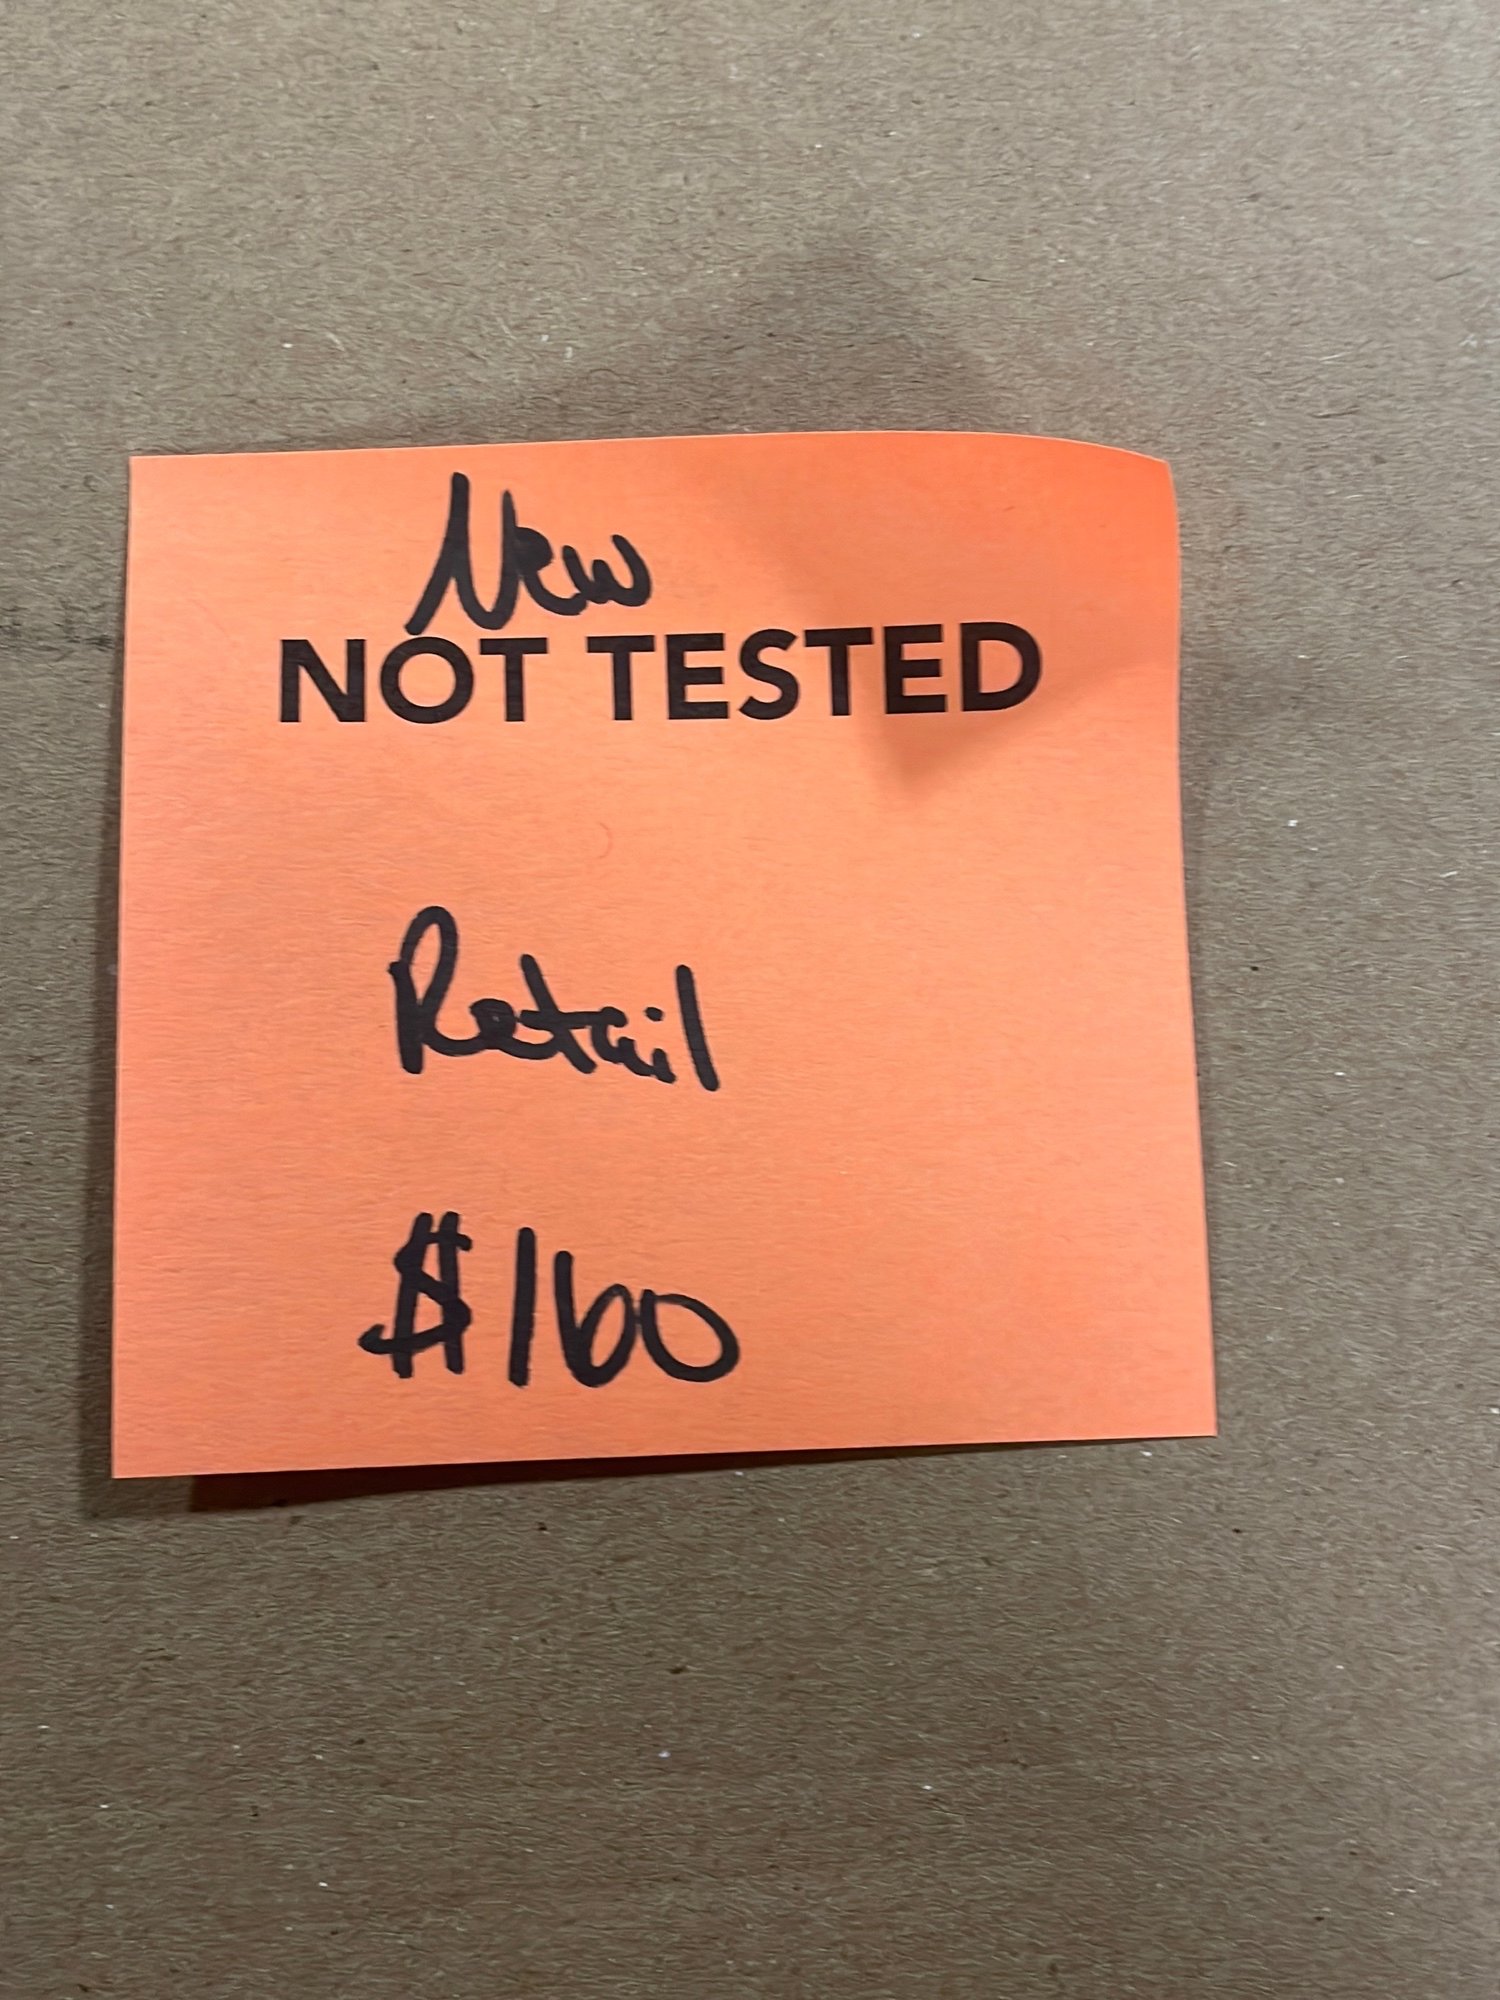 New
NOT TESTED
Retail
$160